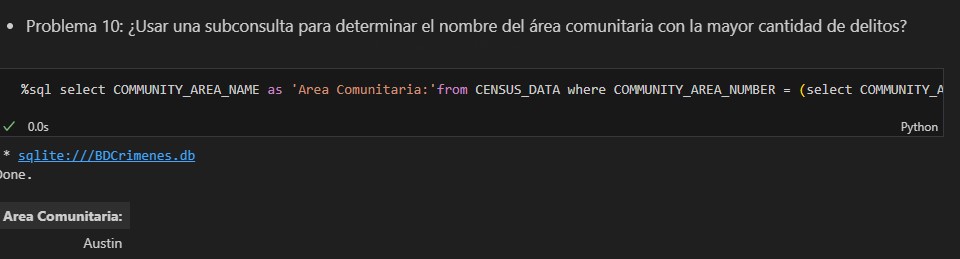 • Problema 10: ¿Usar una subconsulta para determinar el nombre del área comunitaria con la mayor cantidad de delitos?
%sql select COMMUNITY_AREA_NAME as 'Area Comunitaria:'from CENSUS_DATA where COMMUNITY_AREA_NUMBER = (select COMMUNITY_A
✓ 0.0s Python
* sqlite:///BDCrimenes.db
Done.
Area Comunitaria:
Austin